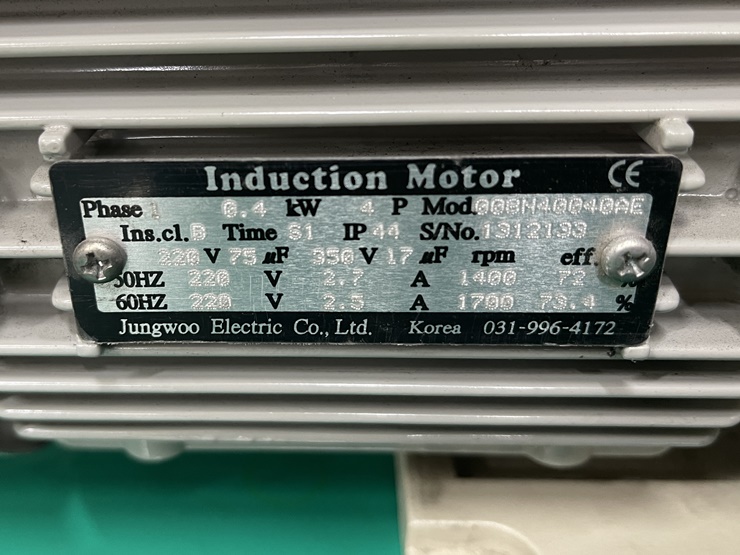 Induction Motor CE
Phase 1 0.4 kW 4 P Mod.008N40040AE
Ins.cl.B Time S1 IP 44 S/No.1312133
220 V 75 µF 350 V 17 µF rpm eff.
50HZ 220 V 2.7 A 1400 72 %
60HZ 220 V 2.5 A 1700 73.4 %
Jungwoo Electric Co., Ltd. Korea 031-996-4172